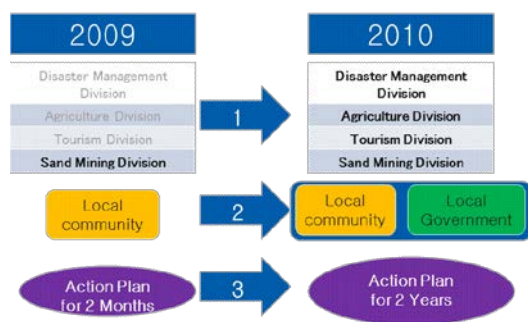 2009
2010
Disaster Management
Division
Agriculture Division
Tourism Division
Sand Mining Division
1
Disaster Management
Division
Agriculture Division
Tourism Division
Sand Mining Division
Local
community
2
Local
community
Local
Government
Action Plan
for 2 Months
3
Action Plan
for 2 Years